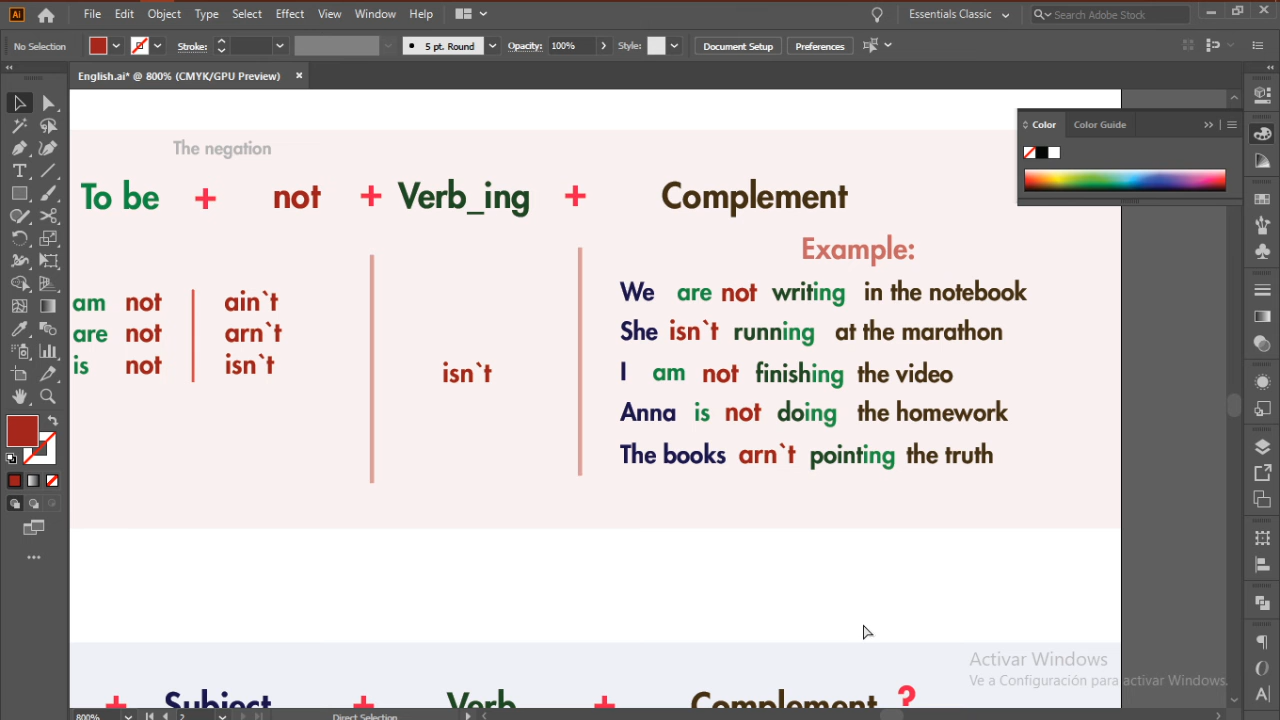 File Edit Object Type Select Effect View Window Help Essentials Classic Search Adobe Stock
No Selection Stroke: 5 pt. Round Opacity: 100% Style: Document Setup Preferences
English.ai* @ 800% (CMYK/GPU Preview)
Color Color Guide
The negation
To be + not + Verb_ing + Complement
Example:
am not ain`t
are not arn`t
is not isn`t
isn`t
We are not writing in the notebook
She isn`t running at the marathon
I am not finishing the video
Anna is not doing the homework
The books arn`t pointing the truth
Activar Windows
Ve a Configuración para activar Windows.
+ Subject + Verb + Complement ?
800% 2 Direct Selection